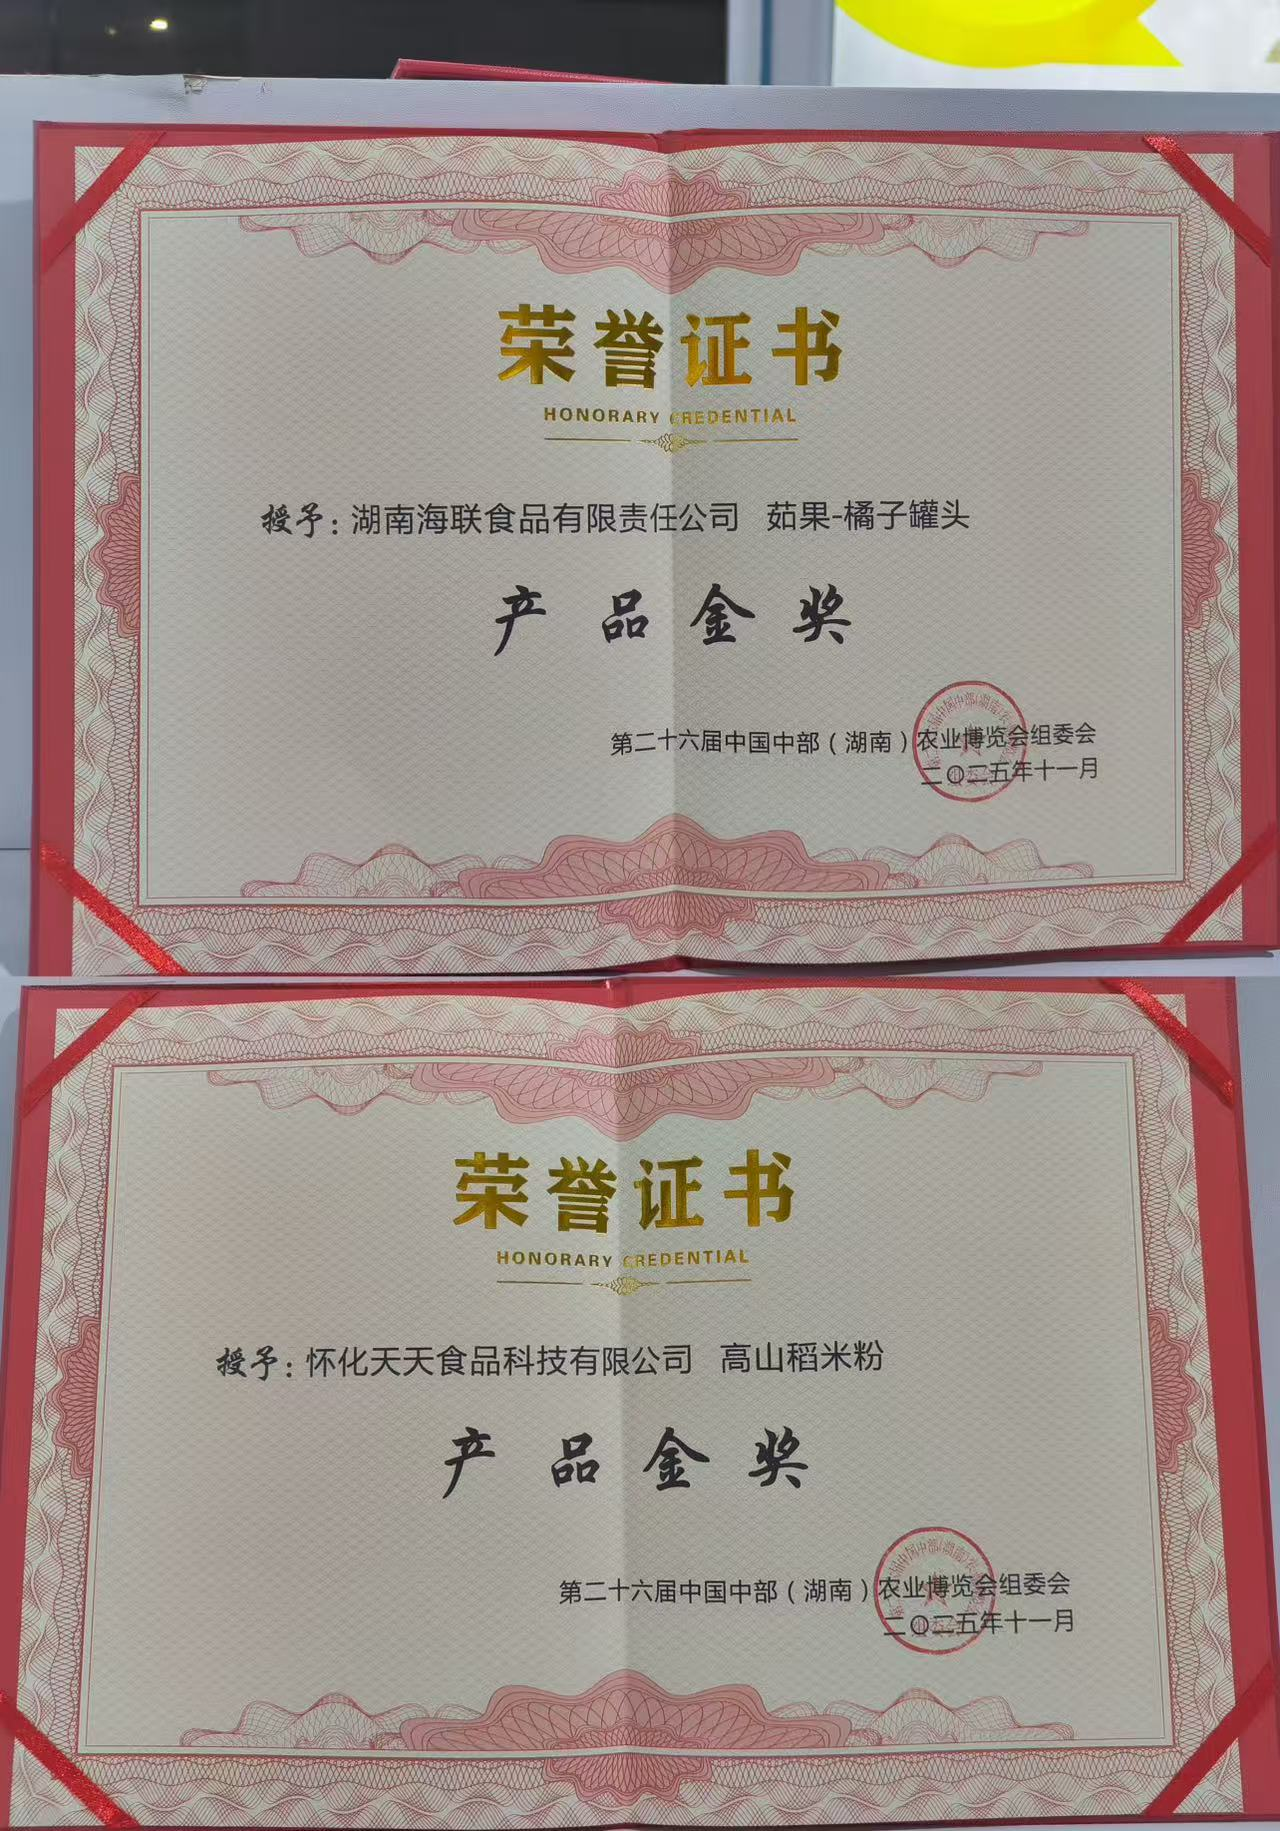 荣誉证书
HONORARY CREDENTIAL
授予:湖南海联食品有限责任公司 茹果-橘子罐头
产品金奖
第二十六届中国中部(湖南)农业博览会组委会
二〇二五年十一月
荣誉证书
HONORARY CREDENTIAL
授予:怀化天天食品科技有限公司 高山稻米粉
产品金奖
第二十六届中国中部(湖南)农业博览会组委会
二〇二五年十一月